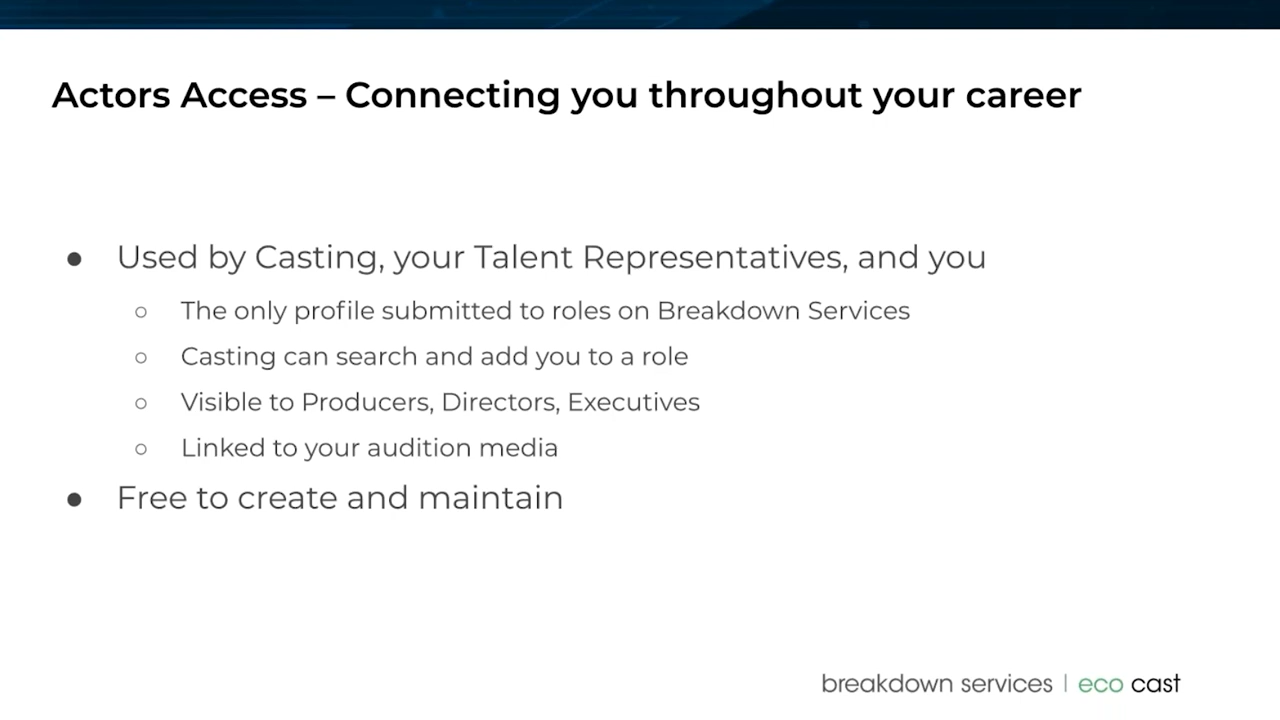 Actors Access – Connecting you throughout your career
● Used by Casting, your Talent Representatives, and you
○ The only profile submitted to roles on Breakdown Services
○ Casting can search and add you to a role
○ Visible to Producers, Directors, Executives
○ Linked to your audition media
● Free to create and maintain
breakdown services | eco cast